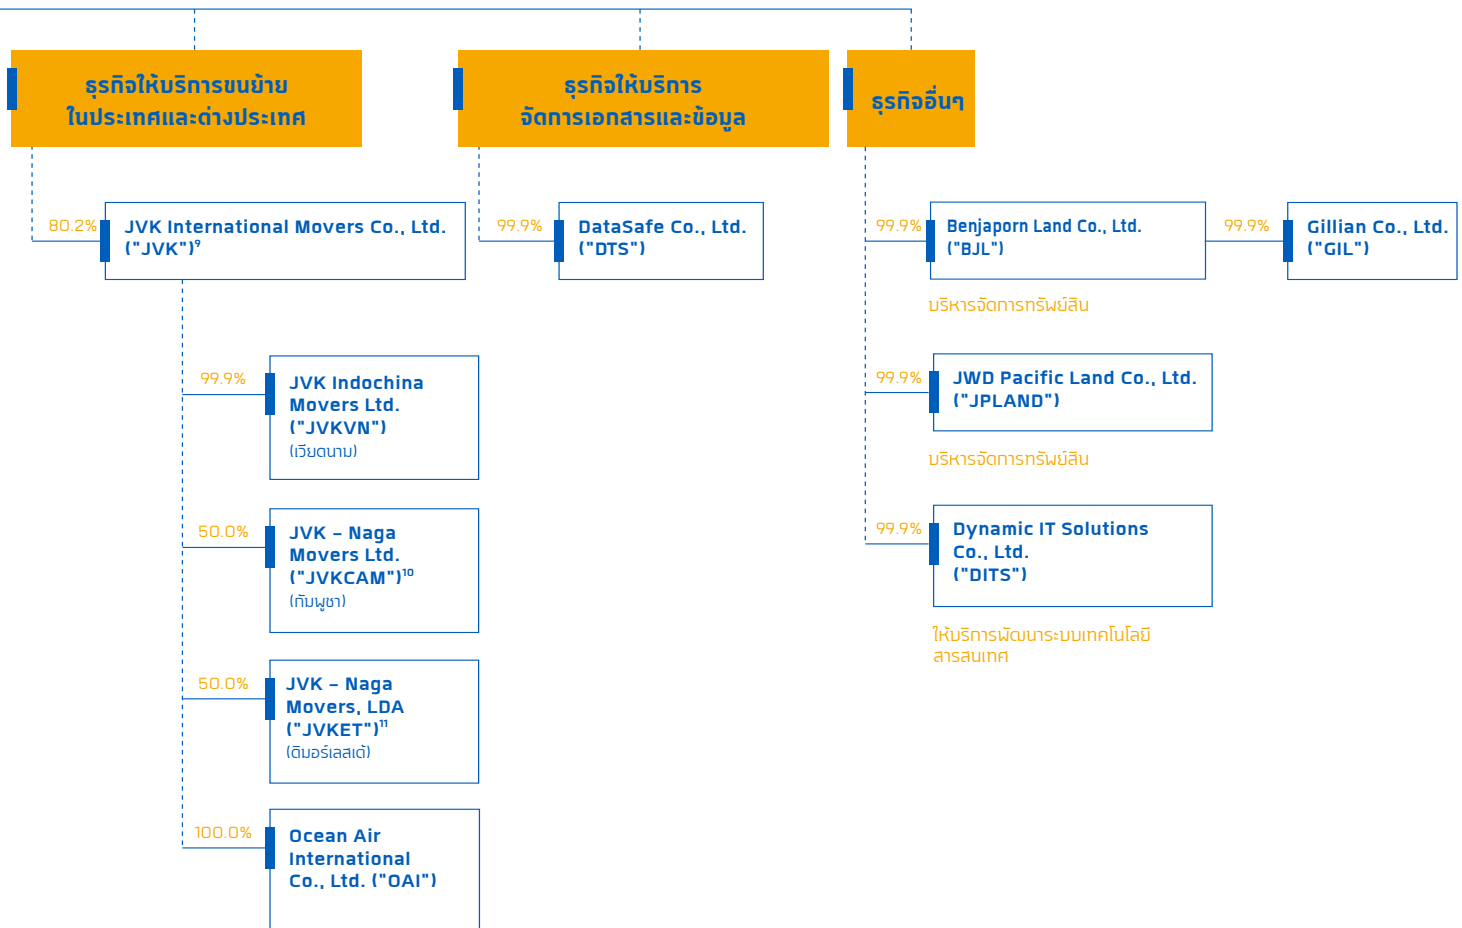 ธุรกิจให้บริการขนย้าย
ในประเทศและต่างประเทศ
80.2%
JVK International Movers Co., Ltd.
("JVK")⁹
99.9%
JVK Indochina
Movers Ltd.
("JVKVN")
(เวียดนาม)
50.0%
JVK – Naga
Movers Ltd.
("JVKCAM")¹⁰
(กัมพูชา)
50.0%
JVK – Naga
Movers, LDA
("JVKET")¹¹
(ติมอร์เลสเต้)
100.0%
Ocean Air
International
Co., Ltd. ("OAI")
ธุรกิจให้บริการ
จัดการเอกสารและข้อมูล
99.9%
DataSafe Co., Ltd.
("DTS")
ธุรกิจอื่นๆ
99.9%
Benjaporn Land Co., Ltd.
("BJL")
99.9%
Gillian Co., Ltd.
("GIL")
บริหารจัดการทรัพย์สิน
99.9%
JWD Pacific Land Co., Ltd.
("JPLAND")
บริหารจัดการทรัพย์สิน
99.9%
Dynamic IT Solutions
Co., Ltd.
("DITS")
ให้บริการพัฒนาระบบเทคโนโลยี
สารสนเทศ